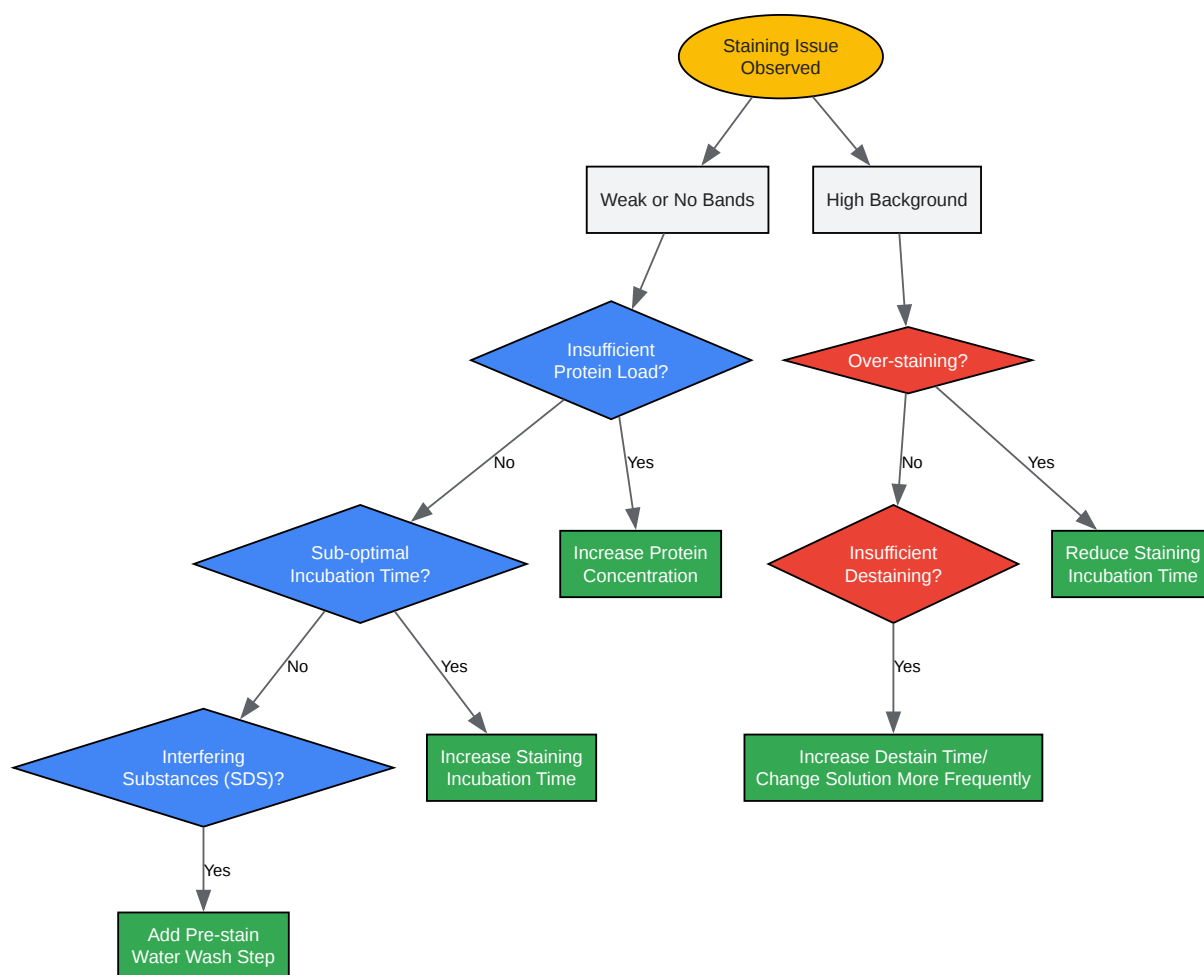 Staining Issue
Observed
Weak or No Bands
High Background
Insufficient
Protein Load?
Over-staining?
No
Yes
No
Yes
Sub-optimal
Incubation Time?
Increase Protein
Concentration
Insufficient
Destaining?
Reduce Staining
Incubation Time
No
Yes
Yes
Interfering
Substances (SDS)?
Increase Staining
Incubation Time
Increase Destain Time/
Change Solution More Frequently
Yes
Add Pre-stain
Water Wash Step